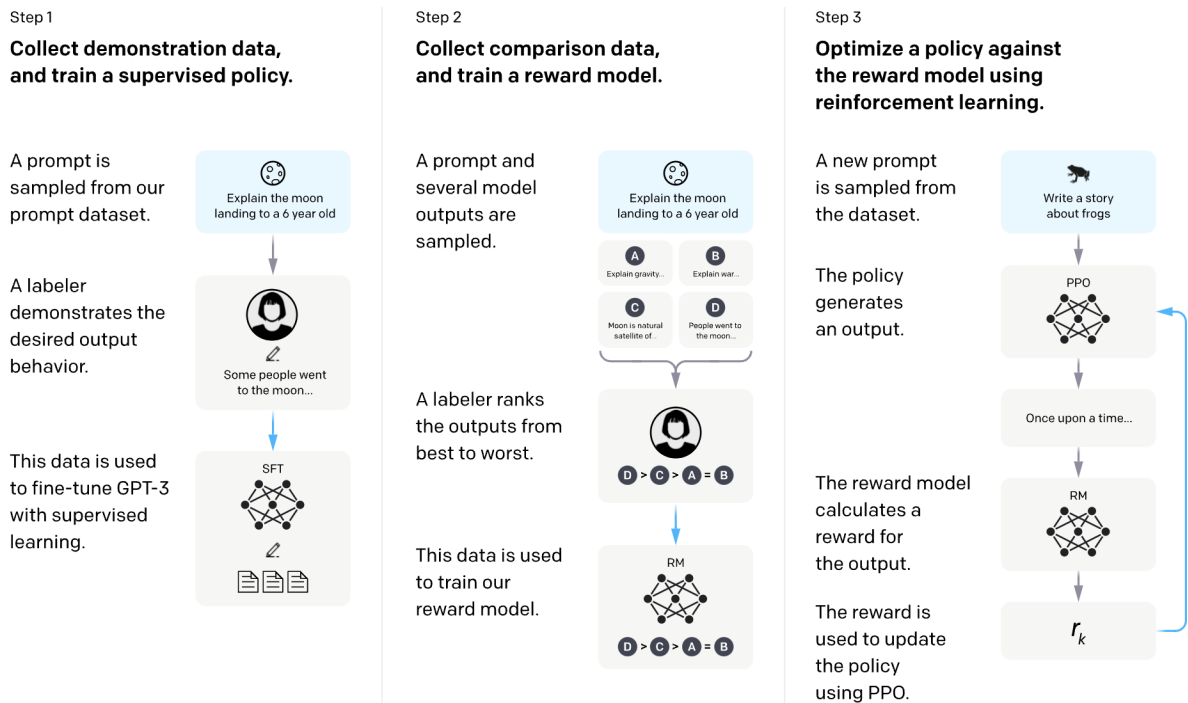 Step 1
Collect demonstration data,
and train a supervised policy.
A prompt is
sampled from our
prompt dataset.
Explain the moon
landing to a 6 year old
A labeler
demonstrates the
desired output
behavior.
Some people went
to the moon...
This data is used
to fine-tune GPT-3
with supervised
learning.
SFT
Step 2
Collect comparison data,
and train a reward model.
A prompt and
several model
outputs are
sampled.
Explain the moon
landing to a 6 year old
A
Explain gravity...
B
Explain war...
C
Moon is natural
satellite of...
D
People went to
the moon...
A labeler ranks
the outputs from
best to worst.
D > C > A = B
This data is used
to train our
reward model.
RM
D > C > A = B
Step 3
Optimize a policy against
the reward model using
reinforcement learning.
A new prompt
is sampled from
the dataset.
Write a story
about frogs
The policy
generates
an output.
PPO
Once upon a time...
The reward model
calculates a
reward for
the output.
RM
The reward is
used to update
the policy
using PPO.
r_k